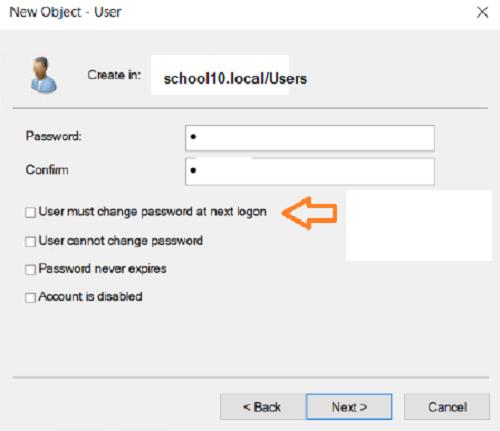 New Object - User
Create in: school10.local/Users
Password:
Confirm
User must change password at next logon
User cannot change password
Password never expires
Account is disabled
< Back Next > Cancel